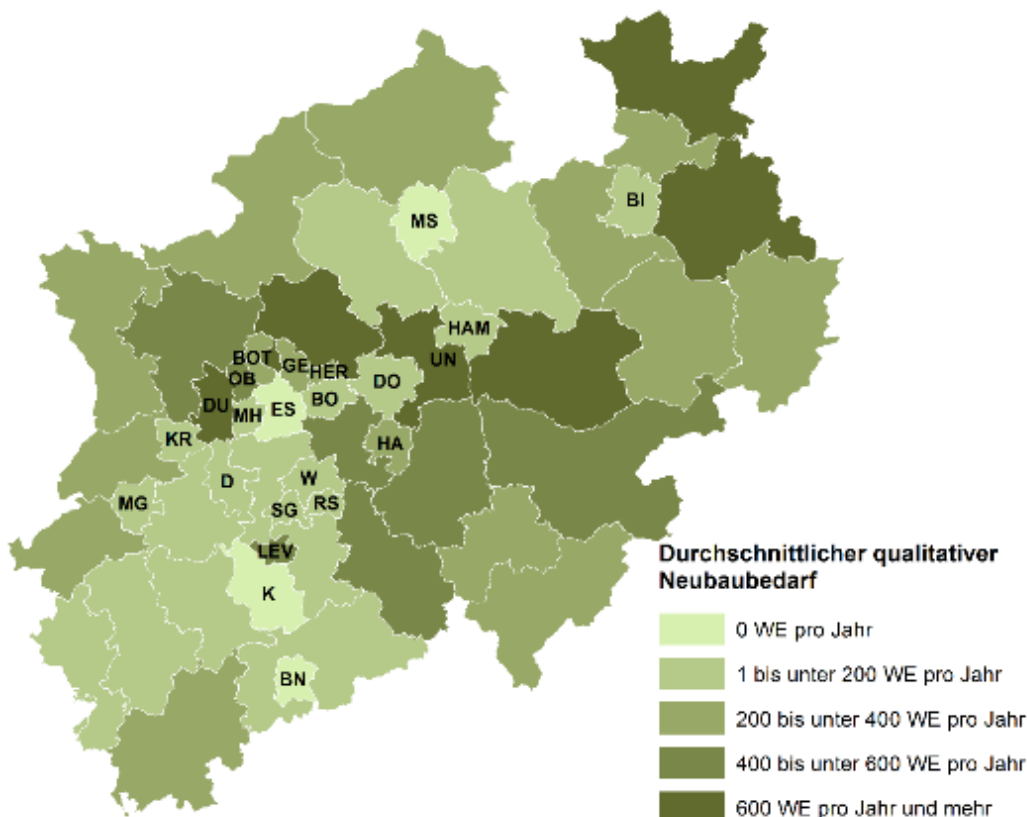 BI
MS
HAM
UN
BOT
GE
HER
OB
DO
DU
MH
ES
BO
KR
HA
D
W
MG
SG
RS
LEV
K
BN
Durchschnittlicher qualitativer
Neubaubedarf
0 WE pro Jahr
1 bis unter 200 WE pro Jahr
200 bis unter 400 WE pro Jahr
400 bis unter 600 WE pro Jahr
600 WE pro Jahr und mehr